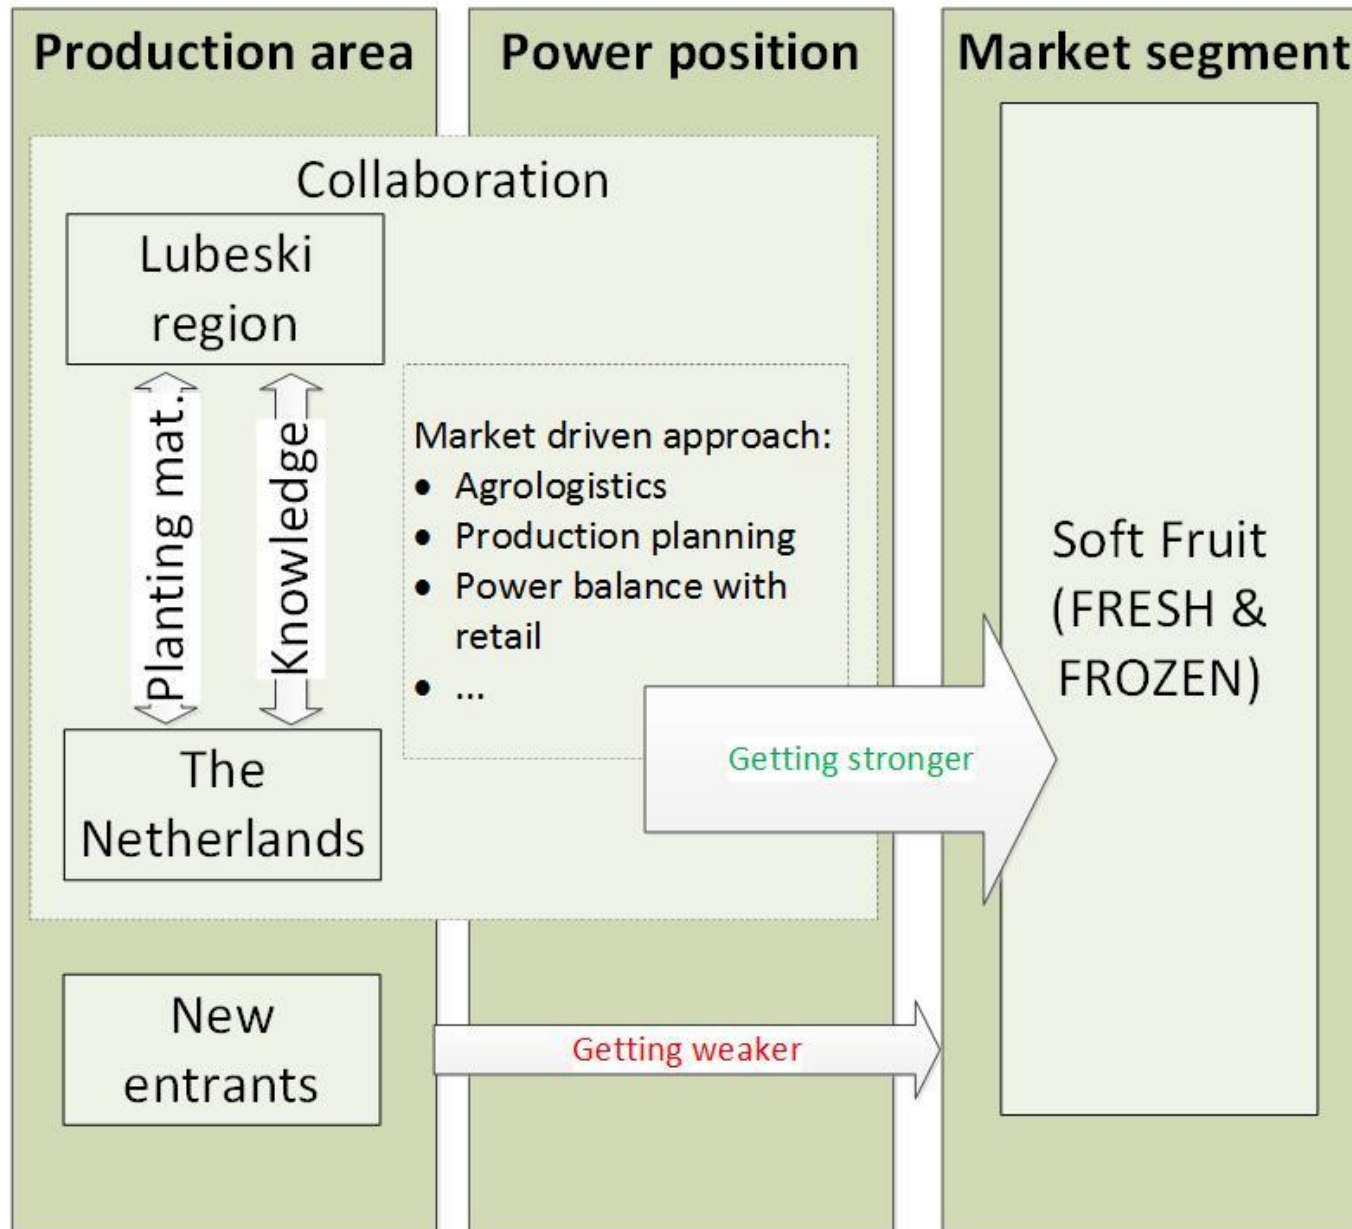 Production area
Power position
Market segment
Collaboration
Lubeski
region
Planting mat.
Knowledge
The
Netherlands
Market driven approach:
• Agrologistics
• Production planning
• Power balance with
retail
• ...
Getting stronger
Soft Fruit
(FRESH &
FROZEN)
New
entrants
Getting weaker